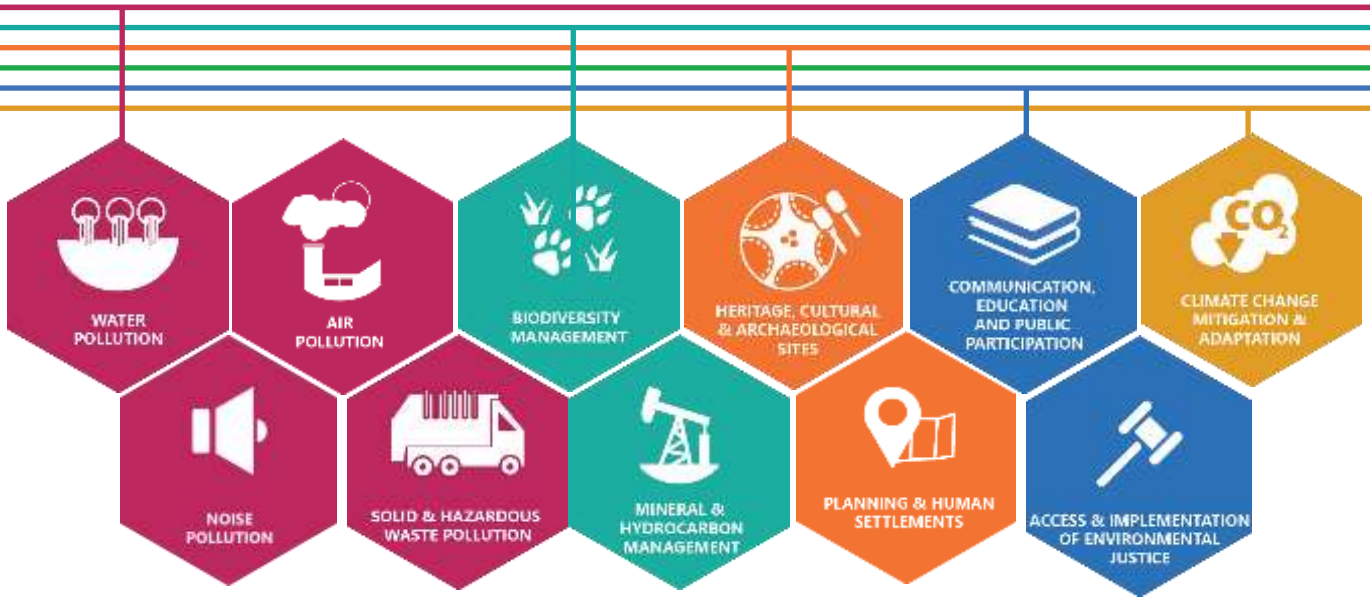 WATER
POLLUTION
AIR
POLLUTION
BIODIVERSITY
MANAGEMENT
HERITAGE, CULTURAL
& ARCHAEOLOGICAL
SITES
COMMUNICATION,
EDUCATION
AND PUBLIC
PARTICIPATION
CO2
CLIMATE CHANGE
MITIGATION &
ADAPTATION
NOISE
POLLUTION
SOLID & HAZARDOUS
WASTE POLLUTION
MINERAL &
HYDROCARBON
MANAGEMENT
PLANNING & HUMAN
SETTLEMENTS
ACCESS & IMPLEMENTATION
OF ENVIRONMENTAL
JUSTICE